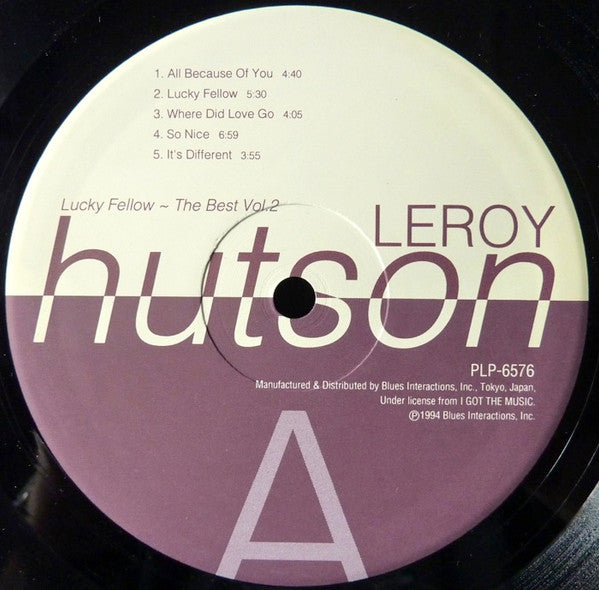 1. All Because Of You 4:40
2. Lucky Fellow 5:30
3. Where Did Love Go 4:05
4. So Nice 6:59
5. It's Different 3:55
Lucky Fellow ~ The Best Vol.2
LEROY
hutson
PLP-6576
Manufactured & Distributed by Blues Interactions, Inc., Tokyo, Japan,
Under license from I GOT THE MUSIC.
℗1994 Blues Interactions, Inc.
A